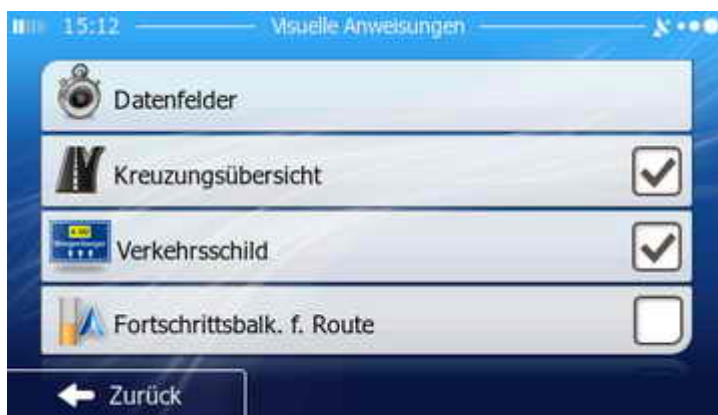 15:12 Visuelle Anweisungen
Datenfelder
Kreuzungsübersicht
Verkehrsschild
Fortschrittsbalk. f. Route
Zurück